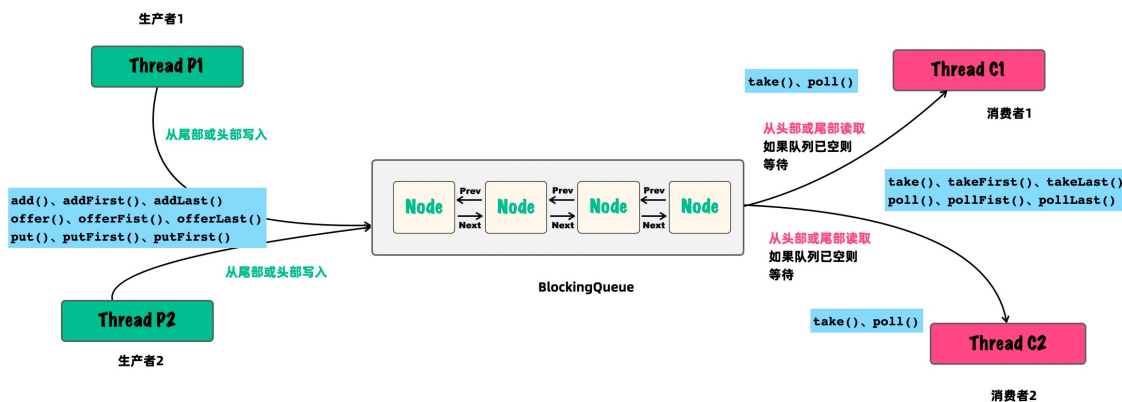 生产者1
Thread P1
从尾部或头部写入
add()、addFirst()、addLast()
offer()、offerFist()、offerLast()
put()、putFirst()、putFirst()
从尾部或头部写入
Thread P2
生产者2
Node
Prev
Next
Node
Prev
Next
Node
Prev
Next
Node
BlockingQueue
take()、poll()
Thread C1
消费者1
从头部或尾部读取
如果队列已空则
等待
take()、takeFirst()、takeLast()
poll()、pollFist()、pollLast()
从头部或尾部读取
如果队列已空则
等待
take()、poll()
Thread C2
消费者2